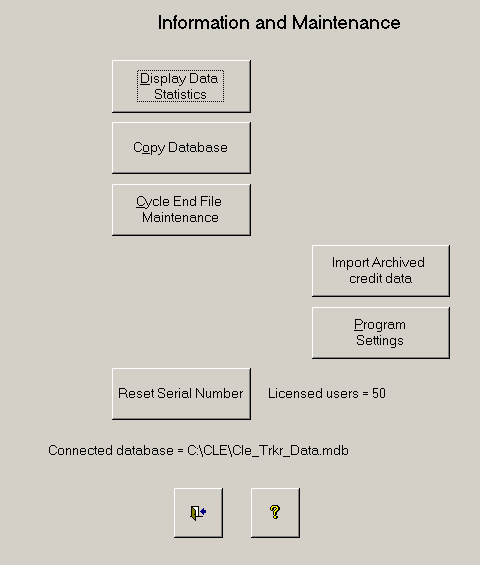 Information and Maintenance
Display Data
Statistics
Copy Database
Cycle End File
Maintenance
Import Archived
credit data
Program
Settings
Reset Serial Number
Licensed users = 50
Connected database = C:\CLE\Cle_Trkr_Data.mdb
?